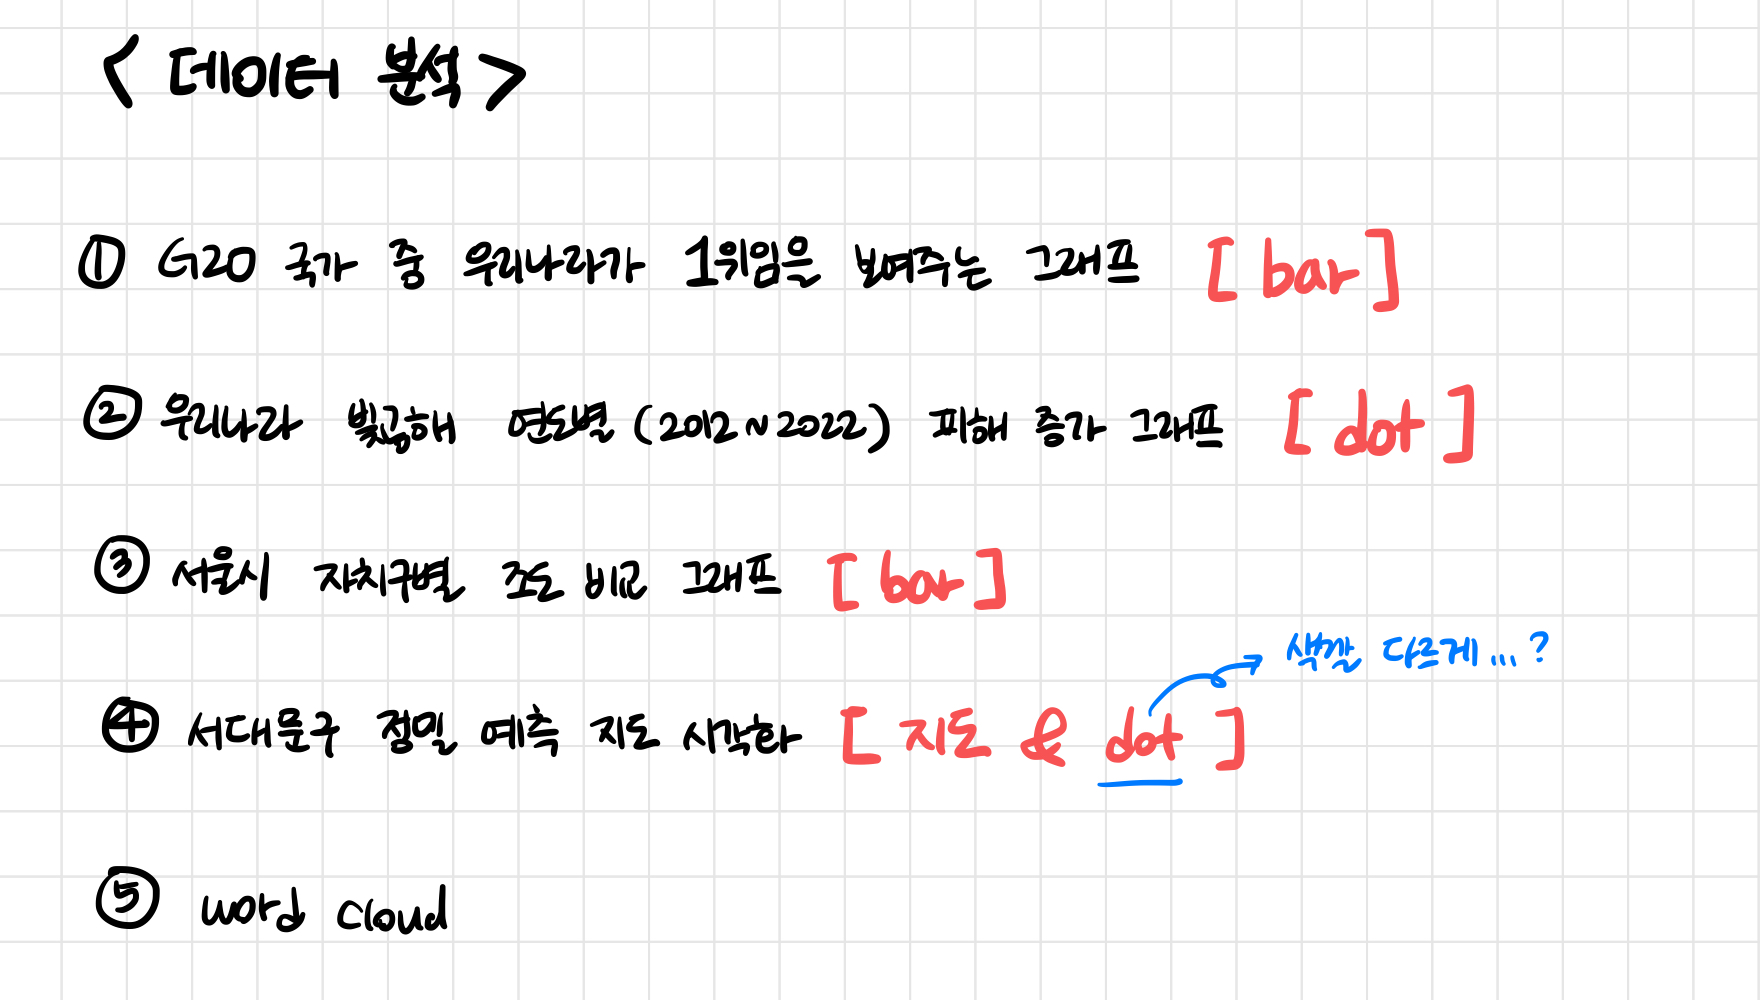 < 데이터 분석 >
① G20 국가 중 우리나라가 1위임을 보여주는 그래프 [ bar ]
② 우리나라 빛공해 연도별 (2012 ~ 2022) 피해 증가 그래프 [ dot ]
③ 서울시 자치구별 조도 비교 그래프 [ bar ]
색깔 다르게 ... ?
④ 서대문구 정밀 예측 지도 시각화 [ 지도 & dot ]
⑤ word cloud